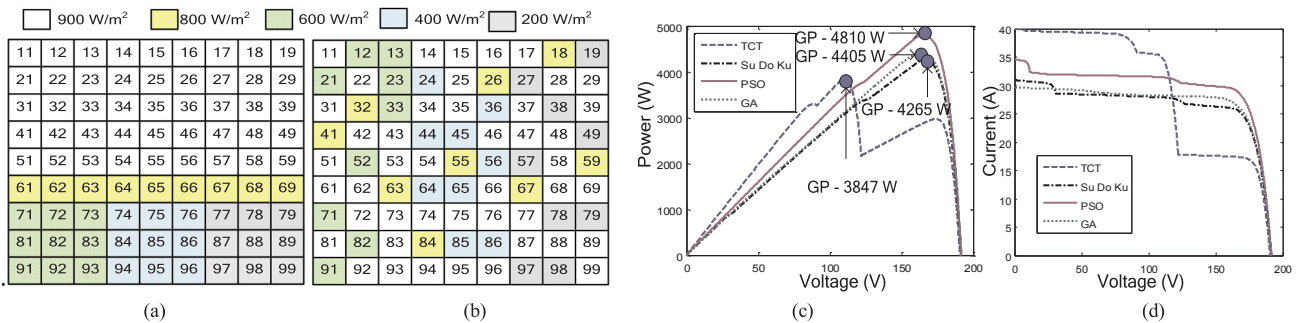 900 W/m² 800 W/m² 600 W/m² 400 W/m² 200 W/m²
11 12 13 14 15 16 17 18 19
21 22 23 24 25 26 27 28 29
31 32 33 34 35 36 37 38 39
41 42 43 44 45 46 47 48 49
51 52 53 54 55 56 57 58 59
61 62 63 64 65 66 67 68 69
71 72 73 74 75 76 77 78 79
81 82 83 84 85 86 87 88 89
91 92 93 94 95 96 97 98 99
(a)
11 12 13 14 15 16 17 18 19
21 22 23 24 25 26 27 28 29
31 32 33 34 35 36 37 38 39
41 42 43 44 45 46 47 48 49
51 52 53 54 55 56 57 58 59
61 62 63 64 65 66 67 68 69
71 72 73 74 75 76 77 78 79
81 82 83 84 85 86 87 88 89
91 92 93 94 95 96 97 98 99
(b)
Power (W)
5000
4000
3000
2000
1000
0
TCT
Su Do Ku
PSO
GA
GP - 4810 W
GP - 4405 W
GP - 4265 W
GP - 3847 W
0 50 100 150 200
Voltage (V)
(c)
Current (A)
40
35
30
25
20
15
10
5
0
TCT
Su Do Ku
PSO
GA
0 50 100 150 200
Voltage (V)
(d)